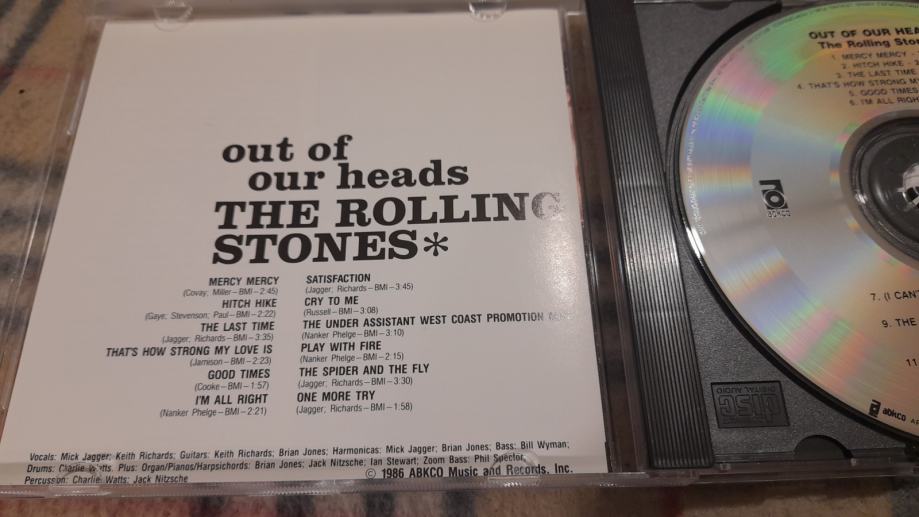 out of
our heads
THE ROLLING
STONES*
MERCY MERCY
(Covay; Miller–BMI–2:45)
HITCH HIKE
(Gaye; Stevenson; Paul–BMI–2:22)
THE LAST TIME
(Jagger; Richards–BMI–3:35)
THAT'S HOW STRONG MY LOVE IS
(Jamison–BMI–2:23)
GOOD TIMES
(Cooke–BMI–1:57)
I'M ALL RIGHT
(Nanker Phelge–BMI–2:21)
SATISFACTION
(Jagger; Richards–BMI–3:45)
CRY TO ME
(Russell–BMI–3:08)
THE UNDER ASSISTANT WEST COAST PROMOTION
(Nanker Phelge–BMI–3:10)
PLAY WITH FIRE
(Nanker Phelge–BMI–2:15)
THE SPIDER AND THE FLY
(Jagger; Richards–BMI–3:30)
ONE MORE TRY
(Jagger; Richards–BMI–1:58)
Vocals: Mick Jagger; Keith Richards; Guitars: Keith Richards; Brian Jones; Harmonicas: Mick Jagger; Brian Jones; Bass: Bill Wyman;
Drums: Charlie Watts. Plus: Organ/Pianos/Harpsichords: Brian Jones; Jack Nitzsche; Ian Stewart; Zoom Bass: Phil Spector,
Percussion: Charlie Watts; Jack Nitzsche
© 1986 ABKCO Music and Records, Inc.
OUT OF OUR HEA
The Rolling Ston
1. MERCY MERCY -
2. HITCH HIKE -
3. THE LAST TIME
4. THAT'S HOW STRONG M
5. GOOD TIMES
6. I'M ALL RIGH
abkco
7. (I CAN'
9. THE
11
abkco
COMPACT
disc
DIGITAL AUDIO